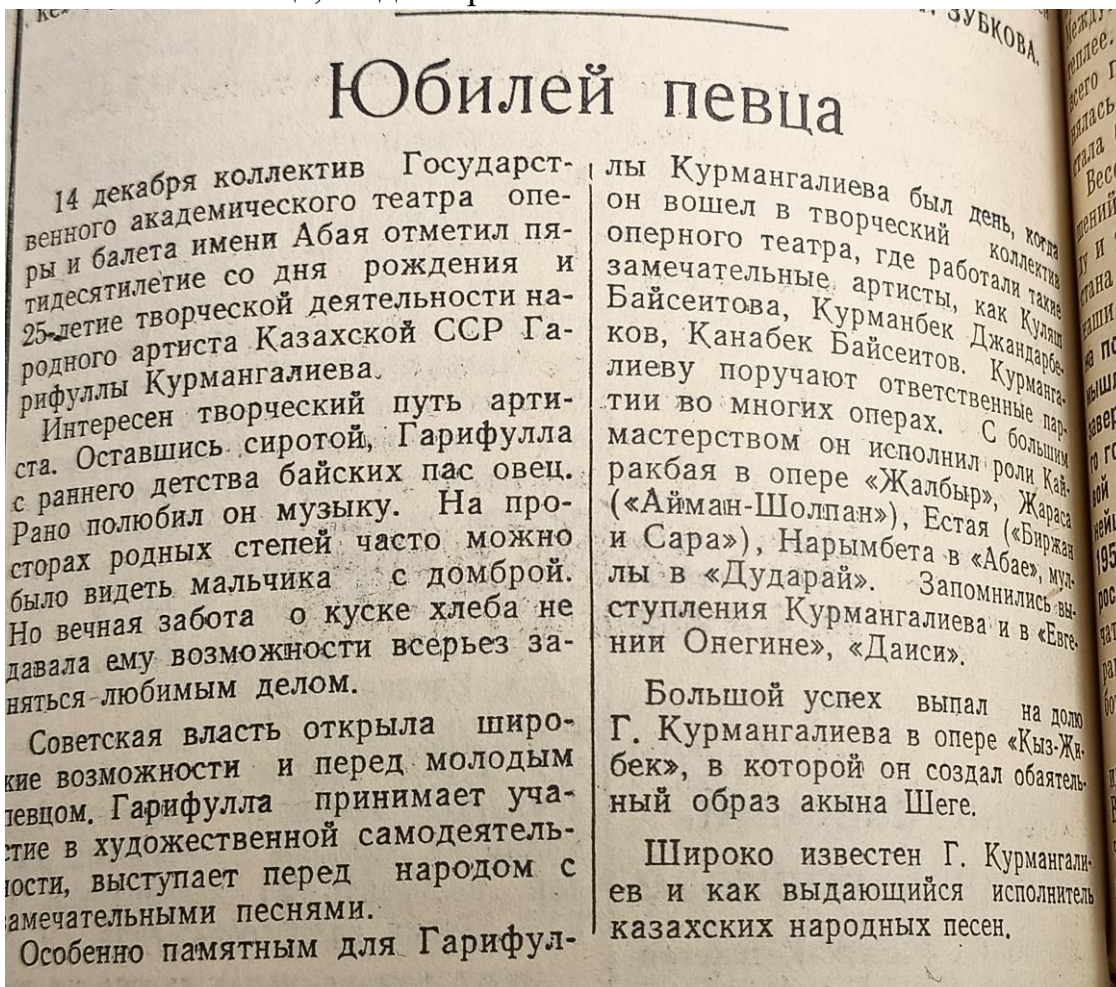 ЗУБКОВА.
Юбилей певца
14 декабря коллектив Государст-
венного академического театра опе-
ры и балета имени Абая отметил пя-
тидесятилетие со дня рождения и
25-летие творческой деятельности на-
родного артиста Казахской ССР Га-
рифуллы Курмангалиева.
Интересен творческий путь арти-
ста. Оставшись сиротой, Гарифулла
с раннего детства байских пас овец.
Рано полюбил он музыку. На про-
сторах родных степей часто можно
было видеть мальчика с домброй.
Но вечная забота о куске хлеба не
давала ему возможности всерьез за-
няться любимым делом.
Советская власть открыла широ-
кие возможности и перед молодым
певцом. Гарифулла принимает уча-
стие в художественной самодеятель-
ности, выступает перед народом с
замечательными песнями.
Особенно памятным для Гарифул-
лы Курмангалиева был день, когда
он вошел в творческий коллектив
оперного театра, где работали такие
замечательные артисты, как Куляш
Байсеитова, Курманбек Джандарбе-
ков, Канабек Байсеитов. Курманга-
лиеву поручают ответственные пар-
тии во многих операх. С большим
мастерством он исполнил роли Кай-
ракбая в опере «Жалбыр», Жараса
(«Айман-Шолпан»), Естая («Биржан
и Сара»), Нарымбета в «Абае», мул-
лы в «Дударай». Запомнились вы-
ступления Курмангалиева и в «Евге-
нии Онегине», «Даиси».
Большой успех выпал на долю
Г. Курмангалиева в опере «Кыз-Жи-
бек», в которой он создал обаятель-
ный образ акына Шеге.
Широко известен Г. Курмангали-
ев и как выдающийся исполнитель
казахских народных песен.